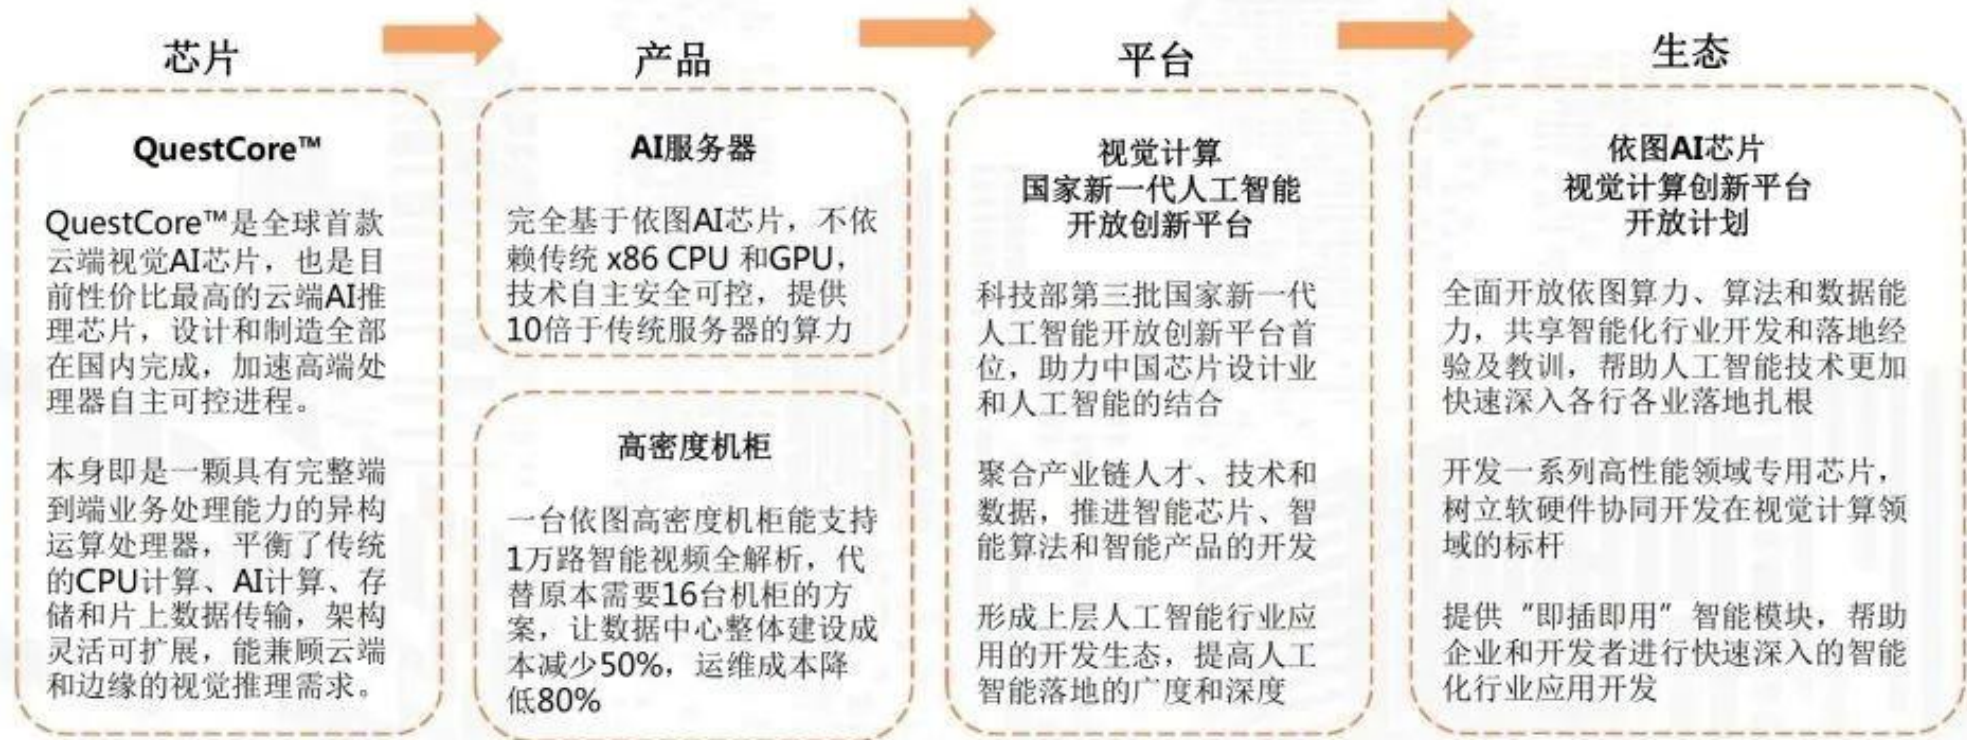 芯片
QuestCore™
QuestCore™是全球首款
云端视觉AI芯片，也是目
前性价比最高的云端AI推
理芯片，设计和制造全部
在国内完成，加速高端处
理器自主可控进程。
本身即是一颗具有完整端
到端业务处理能力的异构
运算处理器，平衡了传统
的CPU计算、AI计算、存
储和片上数据传输，架构
灵活可扩展，能兼顾云端
和边缘的视觉推理需求。
产品
AI服务器
完全基于依图AI芯片，不依
赖传统 x86 CPU 和GPU，
技术自主安全可控，提供
10倍于传统服务器的算力
高密度机柜
一台依图高密度机柜能支持
1万路智能视频全解析，代
替原本需要16台机柜的方
案，让数据中心整体建设成
本减少50%，运维成本降
低80%
平台
视觉计算
国家新一代人工智能
开放创新平台
科技部第三批国家新一代
人工智能开放创新平台首
位，助力中国芯片设计业
和人工智能的结合
聚合产业链人才、技术和
数据，推进智能芯片、智
能算法和智能产品的开发
形成上层人工智能行业应
用的开发生态，提高人工
智能落地的广度和深度
生态
依图AI芯片
视觉计算创新平台
开放计划
全面开放依图算力、算法和数据能
力，共享智能化行业开发和落地经
验及教训，帮助人工智能技术更加
快速深入各行各业落地扎根
开发一系列高性能领域专用芯片，
树立软硬件协同开发在视觉计算领
域的标杆
提供“即插即用”智能模块，帮助
企业和开发者进行快速深入的智能
化行业应用开发